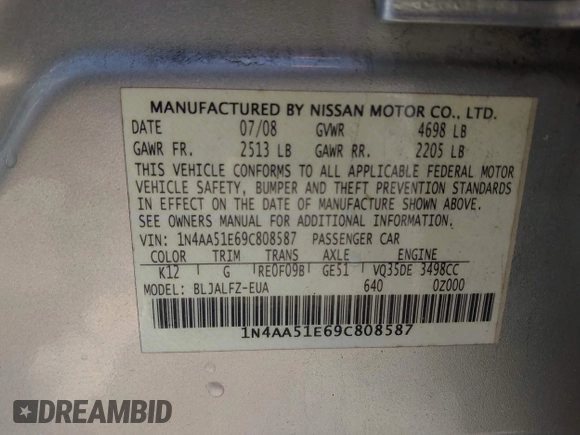 MANUFACTURED BY NISSAN MOTOR CO., LTD.
DATE 07/08 GVWR 4698 LB
GAWR FR. 2513 LB GAWR RR. 2205 LB
THIS VEHICLE CONFORMS TO ALL APPLICABLE FEDERAL MOTOR
VEHICLE SAFETY, BUMPER AND THEFT PREVENTION STANDARDS
IN EFFECT ON THE DATE OF MANUFACTURE SHOWN ABOVE.
SEE OWNERS MANUAL FOR ADDITIONAL INFORMATION.
VIN: 1N4AA51E69C808587 PASSENGER CAR
COLOR TRIM TRANS AXLE ENGINE
K12 G RE0F09B GE51 VQ35DE 3498CC
MODEL: BLJALFZ-EUA 640 0Z000
1N4AA51E69C808587
DREAMBID